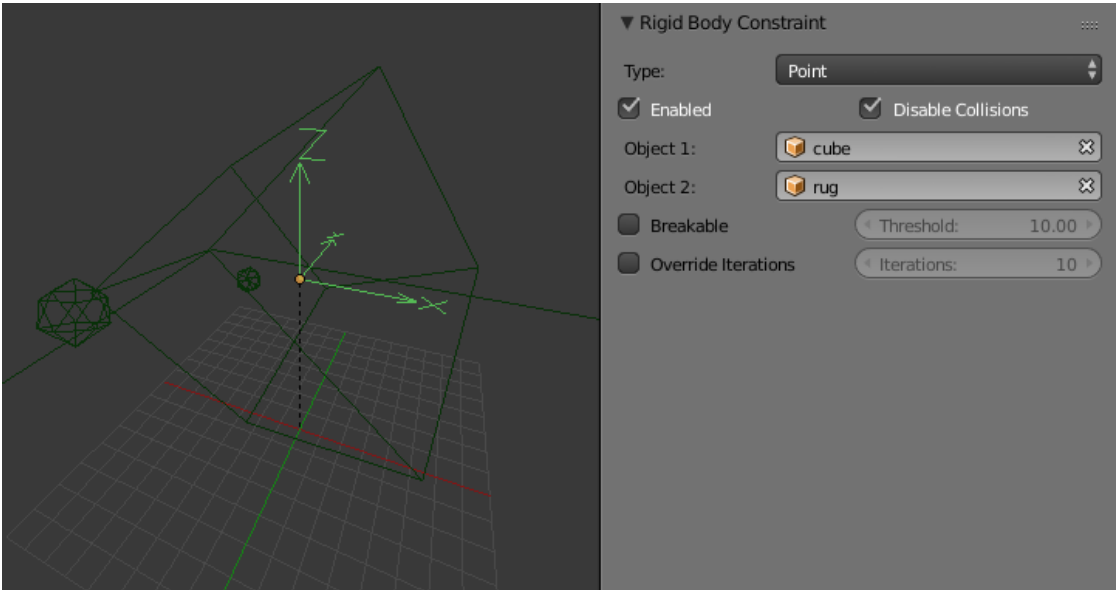 Z
X
Rigid Body Constraint
Type: Point
Enabled Disable Collisions
Object 1: cube
Object 2: rug
Breakable Threshold: 10.00
Override Iterations Iterations: 10